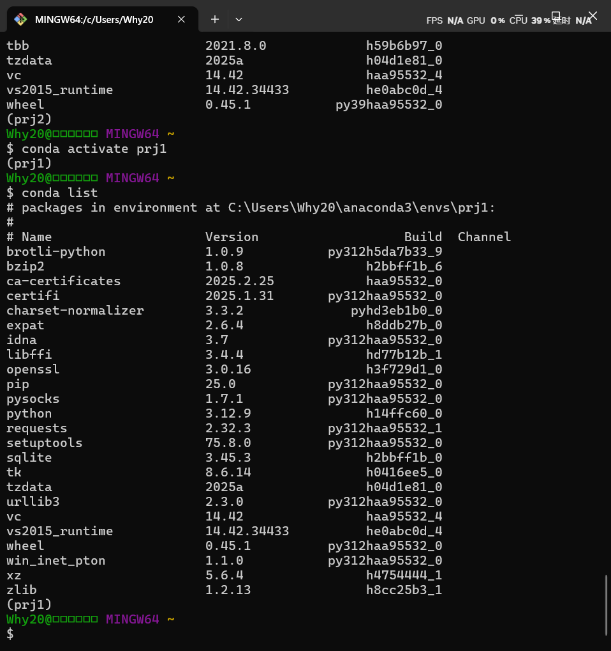 MINGW64:/c/Users/Why20
FPS N/A GPU 0% CPU 39% 延时 N/A
tbb 2021.8.0 h59b6b97_0
tzdata 2025a h04d1e81_0
vc 14.42 haa95532_4
vs2015_runtime 14.42.34433 he0abc0d_4
wheel 0.45.1 py39haa95532_0
(prj2)
Why20@□□□□□□ MINGW64 ~
$ conda activate prj1
(prj1)
Why20@□□□□□□ MINGW64 ~
$ conda list
# packages in environment at C:\Users\Why20\anaconda3\envs\prj1:
#
# Name Version Build Channel
brotli-python 1.0.9 py312h5da7b33_9
bzip2 1.0.8 h2bbff1b_6
ca-certificates 2025.2.25 haa95532_0
certifi 2025.1.31 py312haa95532_0
charset-normalizer 3.3.2 pyhd3eb1b0_0
expat 2.6.4 h8ddb27b_0
idna 3.7 py312haa95532_0
libffi 3.4.4 hd77b12b_1
openssl 3.0.16 h3f729d1_0
pip 25.0 py312haa95532_0
pysocks 1.7.1 py312haa95532_0
python 3.12.9 h14ffc60_0
requests 2.32.3 py312haa95532_1
setuptools 75.8.0 py312haa95532_0
sqlite 3.45.3 h2bbff1b_0
tk 8.6.14 h0416ee5_0
tzdata 2025a h04d1e81_0
urllib3 2.3.0 py312haa95532_0
vc 14.42 haa95532_4
vs2015_runtime 14.42.34433 he0abc0d_4
wheel 0.45.1 py312haa95532_0
win_inet_pton 1.1.0 py312haa95532_0
xz 5.6.4 h4754444_1
zlib 1.2.13 h8cc25b3_1
(prj1)
Why20@□□□□□□ MINGW64 ~
$